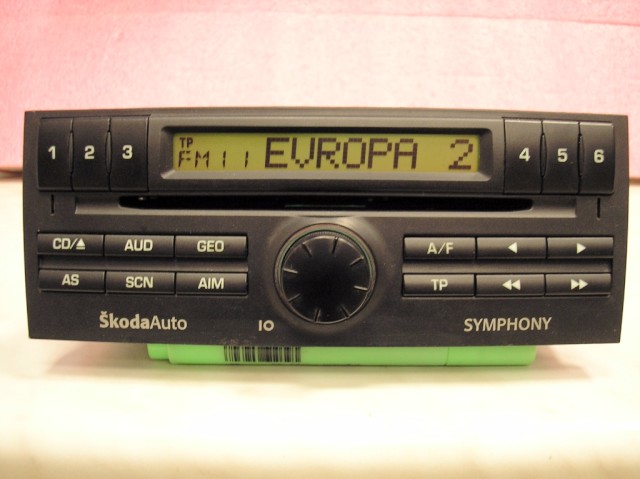 1 2 3
TP
FM11 EVROPA 2
4 5 6
CD/⏏ AUD GEO
A/F ◀ ▶
AS SCN AIM
TP ◀◀ ▶▶
ŠkodaAuto
IO
SYMPHONY